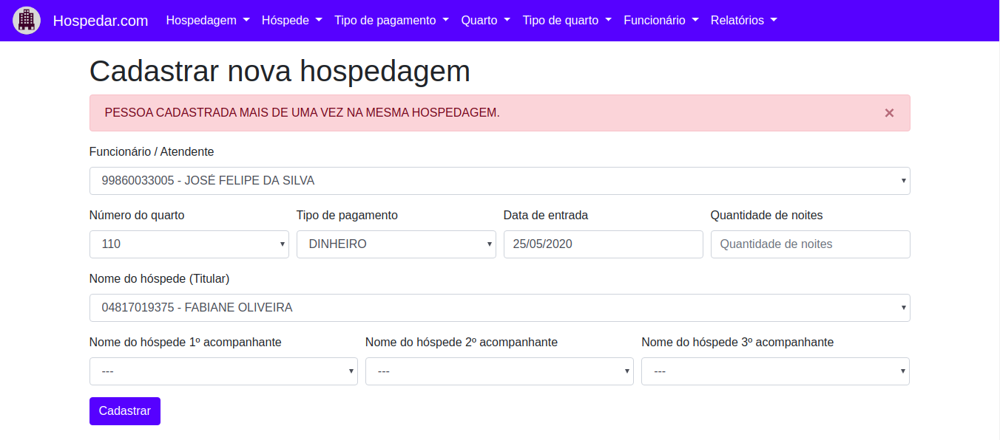 Hospedar.com Hospedagem Hóspede Tipo de pagamento Quarto Tipo de quarto Funcionário Relatórios
Cadastrar nova hospedagem
PESSOA CADASTRADA MAIS DE UMA VEZ NA MESMA HOSPEDAGEM. ×
Funcionário / Atendente
99860033005 - JOSÉ FELIPE DA SILVA
Número do quarto Tipo de pagamento Data de entrada Quantidade de noites
110 DINHEIRO 25/05/2020 Quantidade de noites
Nome do hóspede (Titular)
04817019375 - FABIANE OLIVEIRA
Nome do hóspede 1º acompanhante Nome do hóspede 2º acompanhante Nome do hóspede 3º acompanhante
--- --- ---
Cadastrar